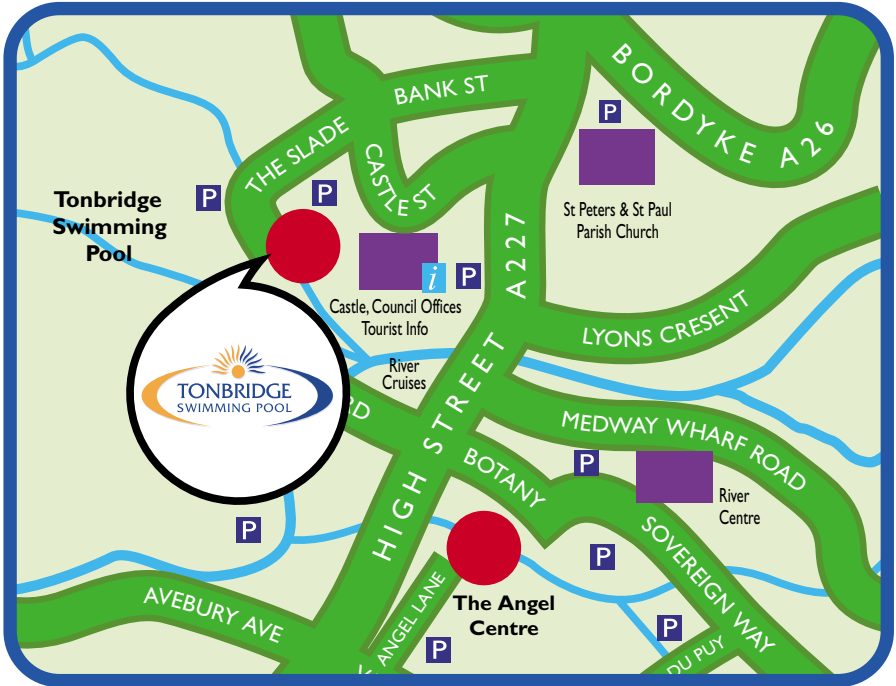 BORDYKE A26
BANK ST
P
THE SLADE
CASTLE ST
P
P
Tonbridge
Swimming
Pool
St Peters & St Paul
Parish Church
A227
i
P
Castle, Council Offices
Tourist Info
LYONS CRESENT
River
Cruises
TONBRIDGE
SWIMMING POOL
RD
HIGH STREET
MEDWAY WHARF ROAD
BOTANY
P
River
Centre
P
SOVEREIGN WAY
P
ANGEL LANE
The Angel
Centre
AVEBURY AVE
P
P
DU PUY